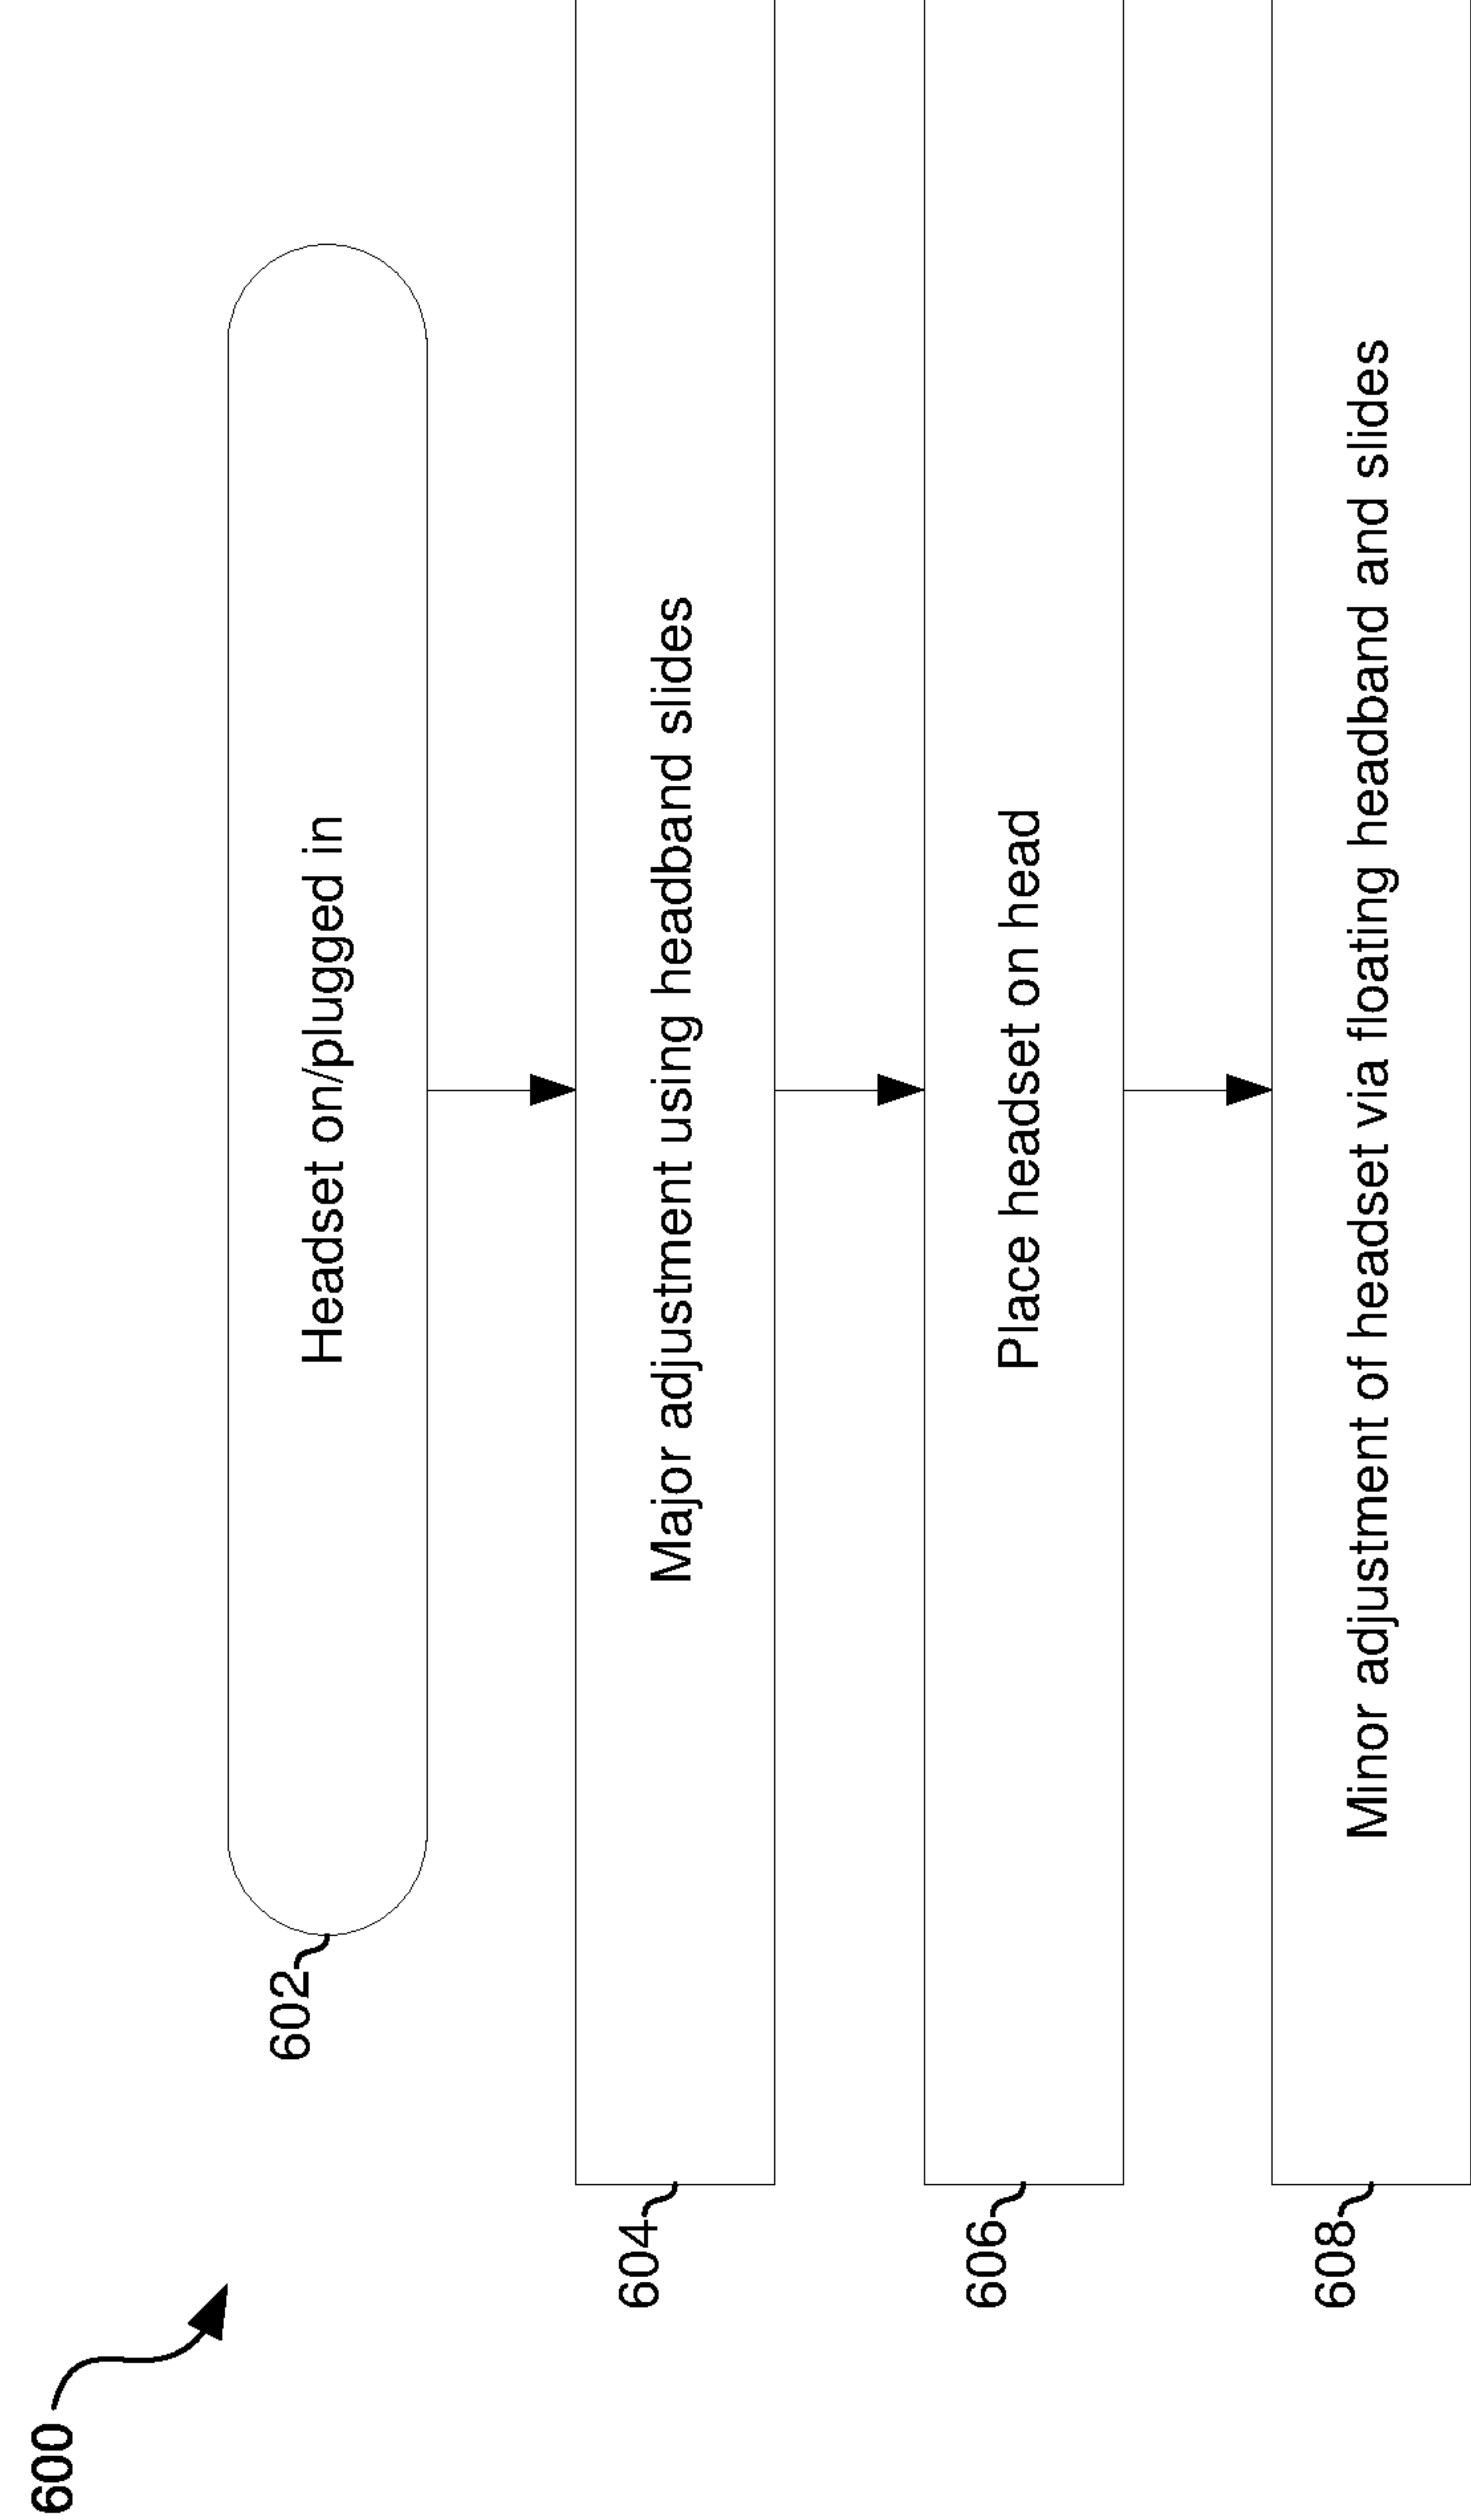 600
602
Headset on/plugged in
604
Major adjustment using headband slides
606
Place headset on head
608
Minor adjustment of headset via floating headband and slides